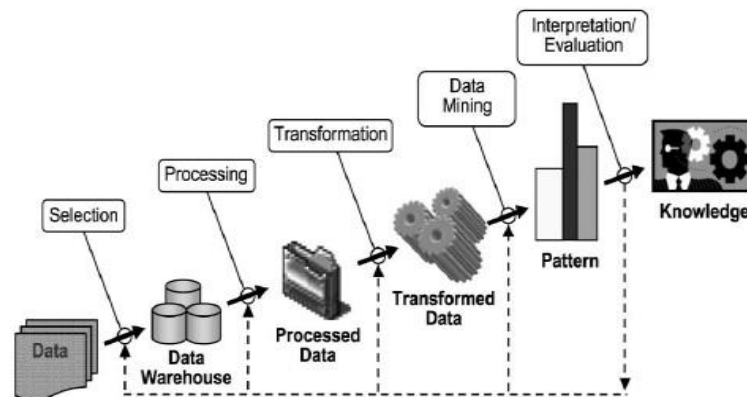 Interpretation/
Evaluation
Data
Mining
Transformation
Processing
Selection
Knowledge
Pattern
Transformed
Data
Processed
Data
Data
Warehouse
Data